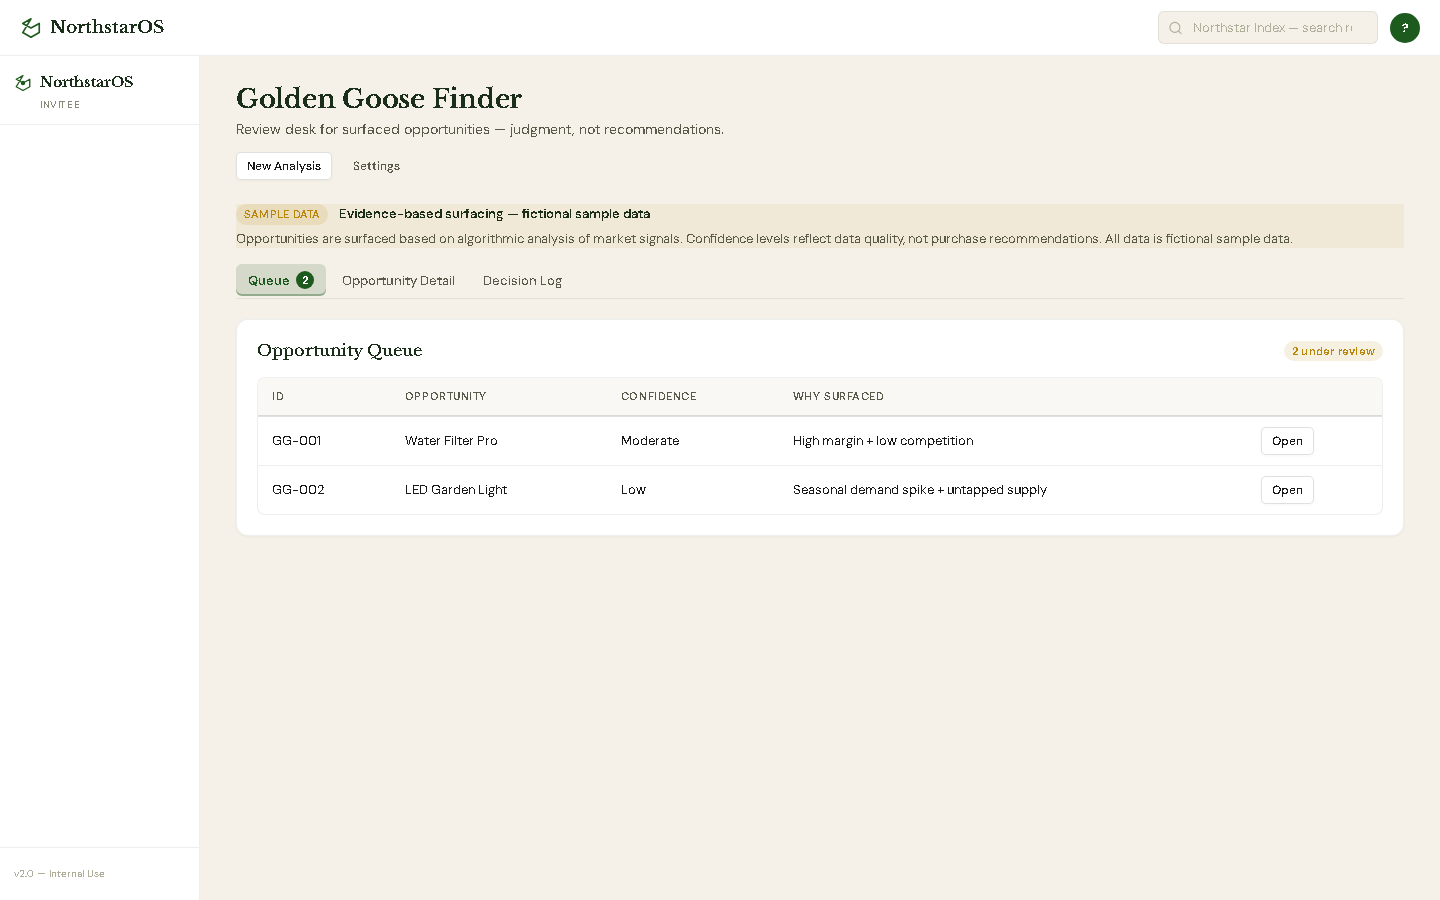 NorthstarOS
Northstar Index — search r
?
NorthstarOS
INVITEE
Golden Goose Finder
Review desk for surfaced opportunities — judgment, not recommendations.
New Analysis Settings
SAMPLE DATA Evidence-based surfacing — fictional sample data
Opportunities are surfaced based on algorithmic analysis of market signals. Confidence levels reflect data quality, not purchase recommendations. All data is fictional sample data.
Queue 2 Opportunity Detail Decision Log
Opportunity Queue 2 under review
ID OPPORTUNITY CONFIDENCE WHY SURFACED
GG-001 Water Filter Pro Moderate High margin + low competition Open
GG-002 LED Garden Light Low Seasonal demand spike + untapped supply Open
v2.0 — Internal Use